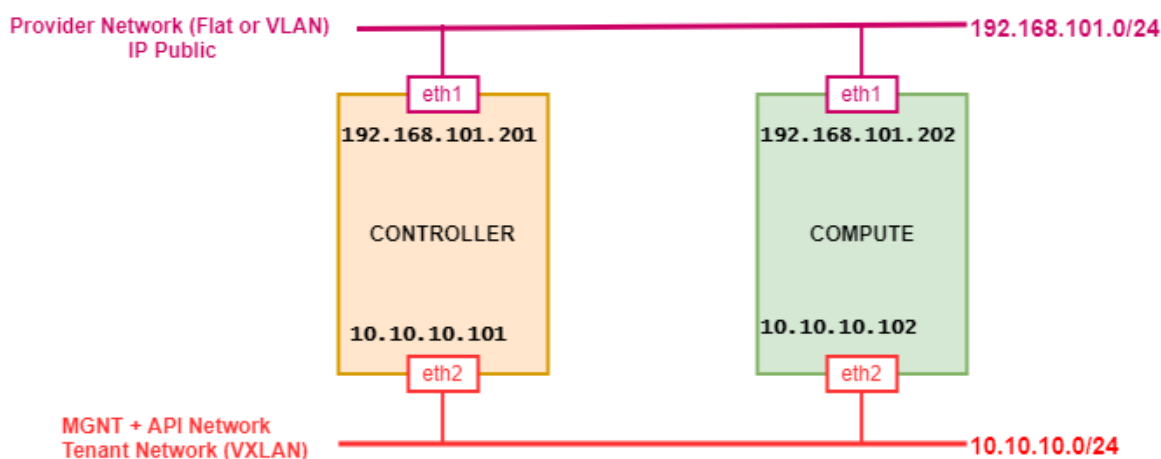 Provider Network (Flat or VLAN)
IP Public
192.168.101.0/24
eth1
eth1
192.168.101.201
192.168.101.202
CONTROLLER
COMPUTE
10.10.10.101
10.10.10.102
eth2
eth2
MGNT + API Network
Tenant Network (VXLAN)
10.10.10.0/24